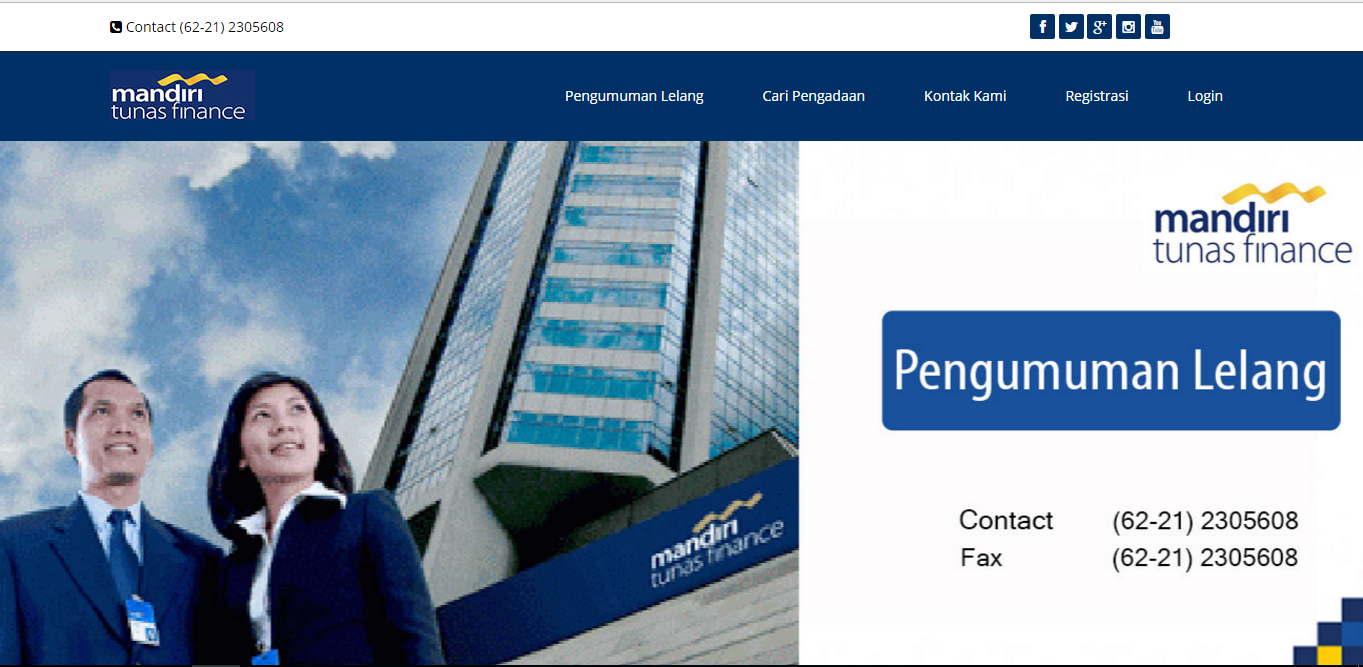 Contact (62-21) 2305608
mandiri
tunas finance
Pengumuman Lelang
Cari Pengadaan
Kontak Kami
Registrasi
Login
mandiri
tunas finance
Pengumuman Lelang
Contact (62-21) 2305608
Fax (62-21) 2305608
mandiri
tunas finance